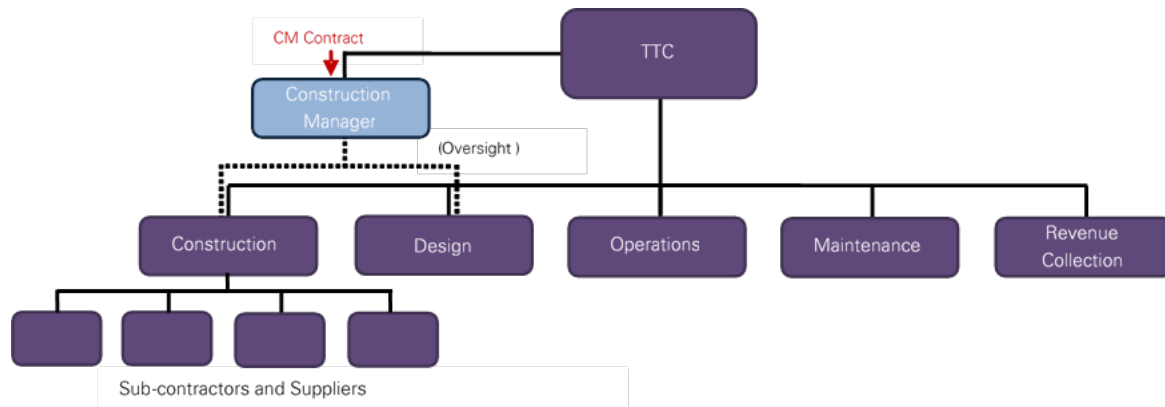 CM Contract
TTC
Construction
Manager
(Oversight )
Construction
Design
Operations
Maintenance
Revenue
Collection
Sub-contractors and Suppliers